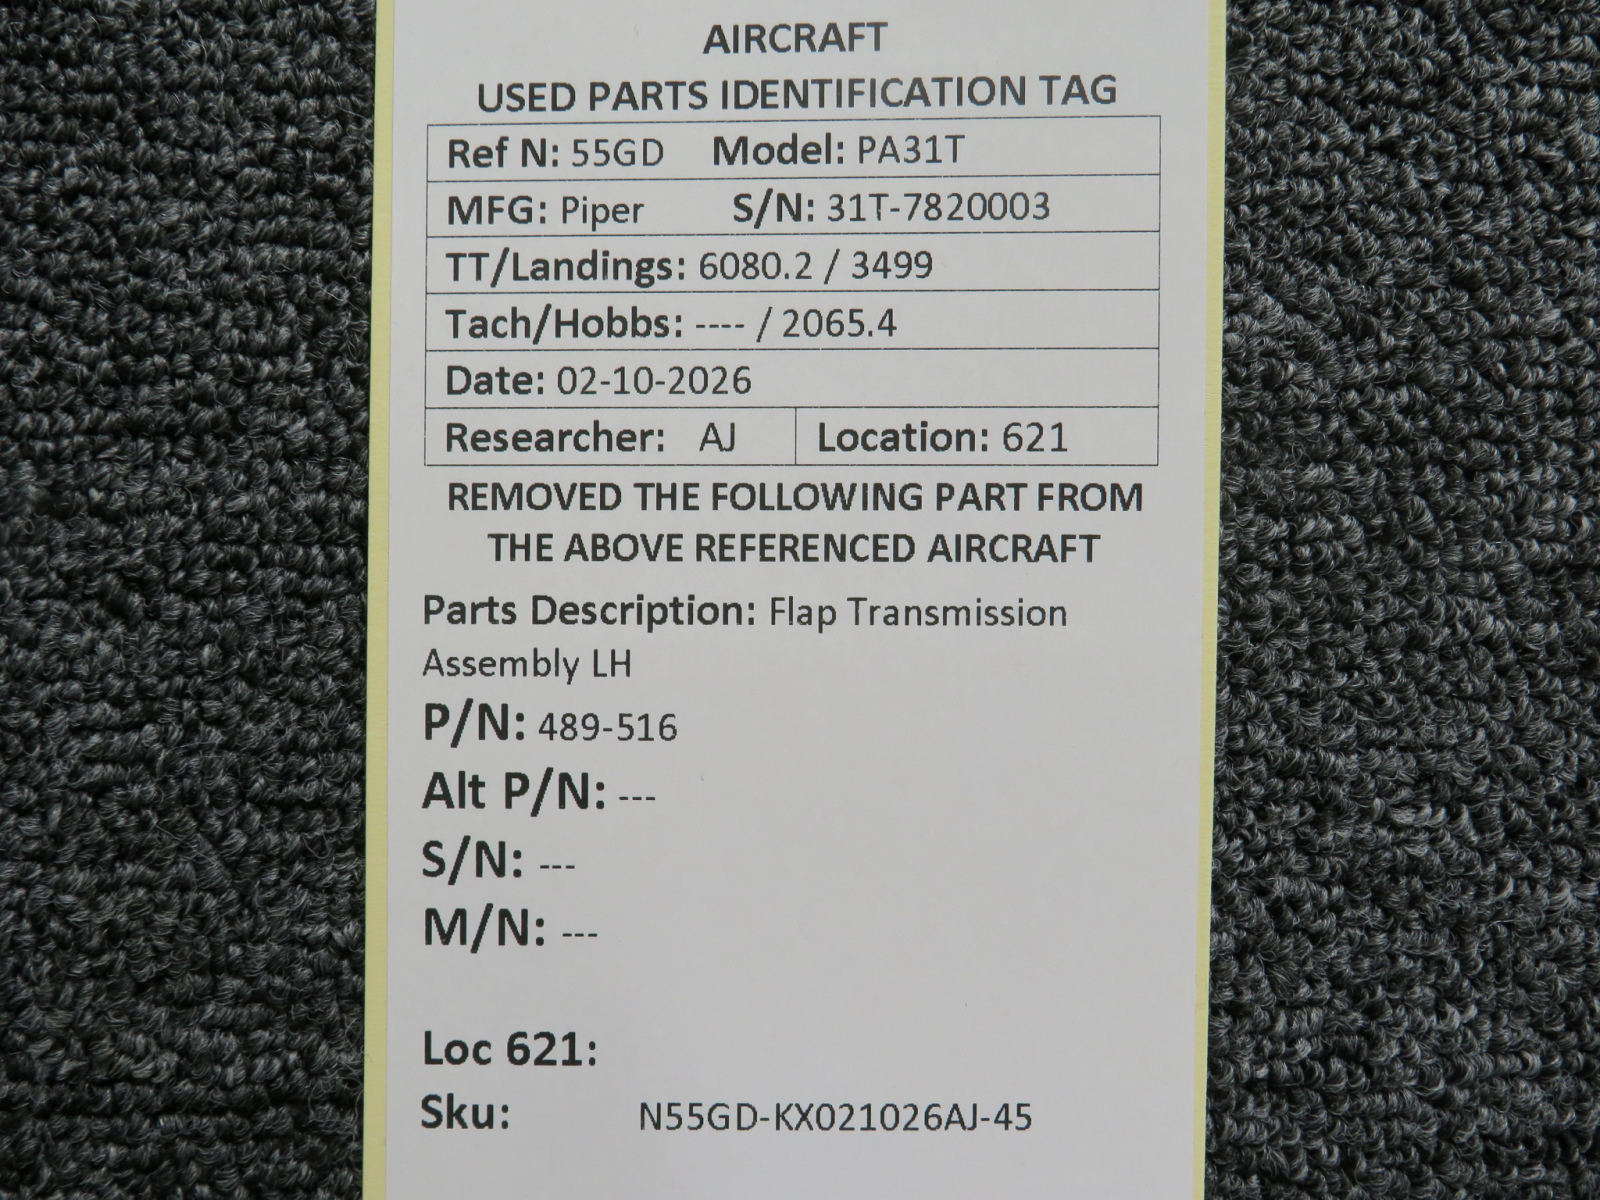 AIRCRAFT
USED PARTS IDENTIFICATION TAG
Ref N: 55GD Model: PA31T
MFG: Piper S/N: 31T-7820003
TT/Landings: 6080.2 / 3499
Tach/Hobbs: ---- / 2065.4
Date: 02-10-2026
Researcher: AJ Location: 621
REMOVED THE FOLLOWING PART FROM
THE ABOVE REFERENCED AIRCRAFT
Parts Description: Flap Transmission
Assembly LH
P/N: 489-516
Alt P/N: ---
S/N: ---
M/N: ---
Loc 621:
Sku: N55GD-KX021026AJ-45